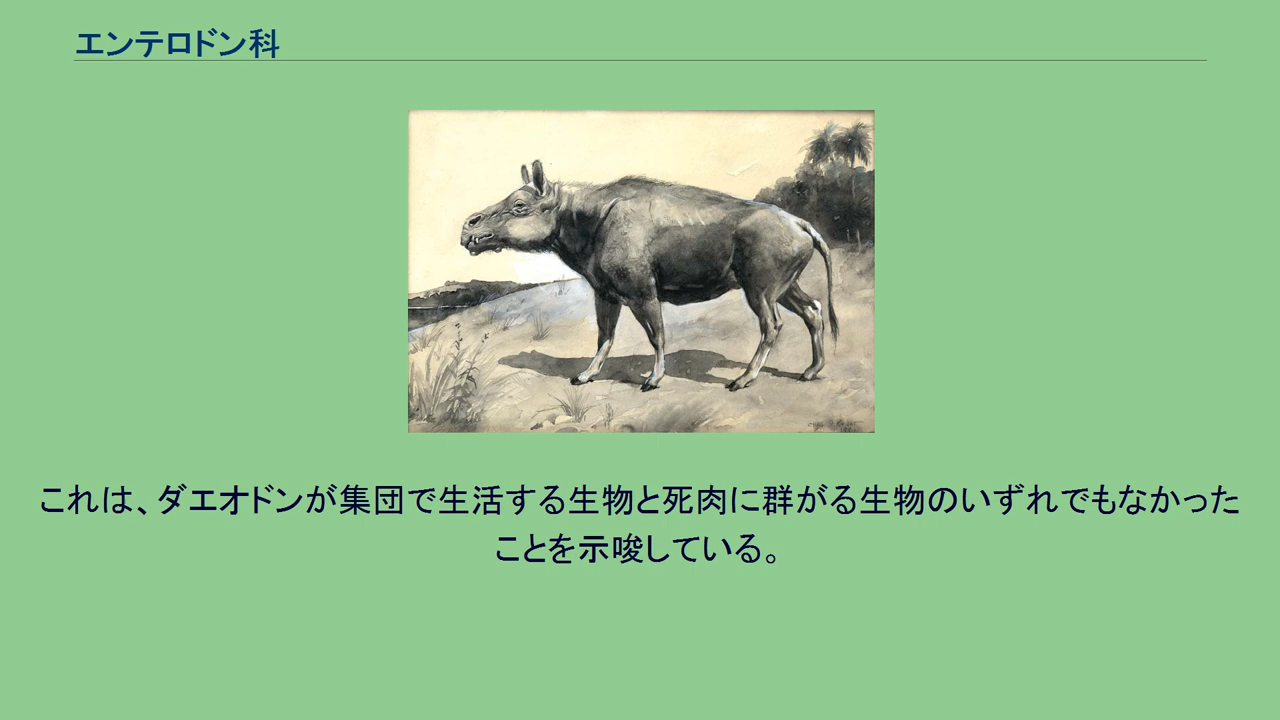 エンテロドン科
これは、ダエオドンが集団で生活する生物と死肉に群がる生物のいずれでもなかった
ことを示唆している。